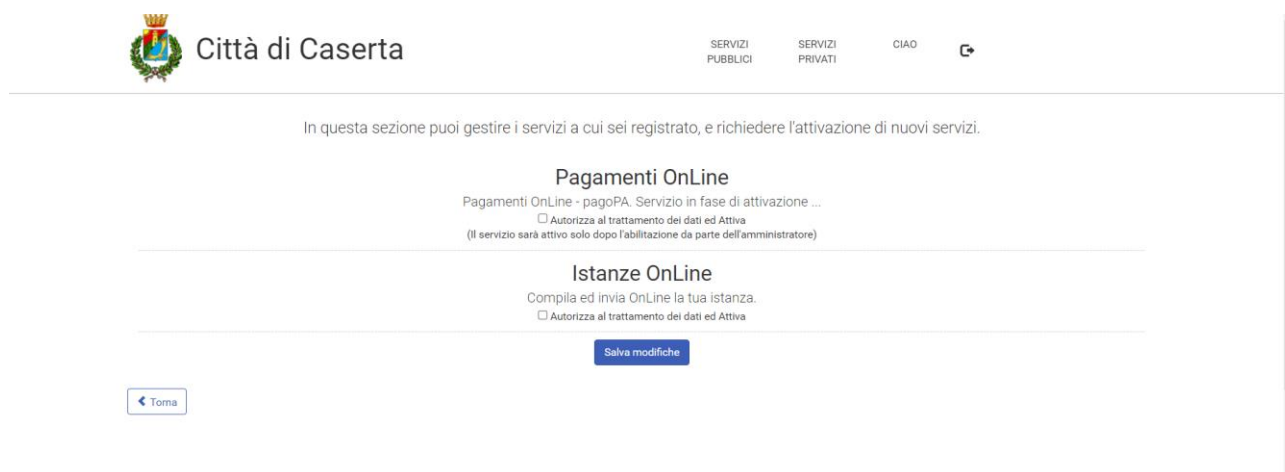 Città di Caserta
SERVIZI PUBBLICI
SERVIZI PRIVATI
CIAO
In questa sezione puoi gestire i servizi a cui sei registrato, e richiedere l'attivazione di nuovi servizi.
Pagamenti OnLine
Pagamenti OnLine - pagoPA. Servizio in fase di attivazione ...
Autorizza al trattamento dei dati ed Attiva
(Il servizio sarà attivo solo dopo l'abilitazione da parte dell'amministratore)
Istanze OnLine
Compila ed invia OnLine la tua istanza.
Autorizza al trattamento dei dati ed Attiva
Salva modifiche
Torna